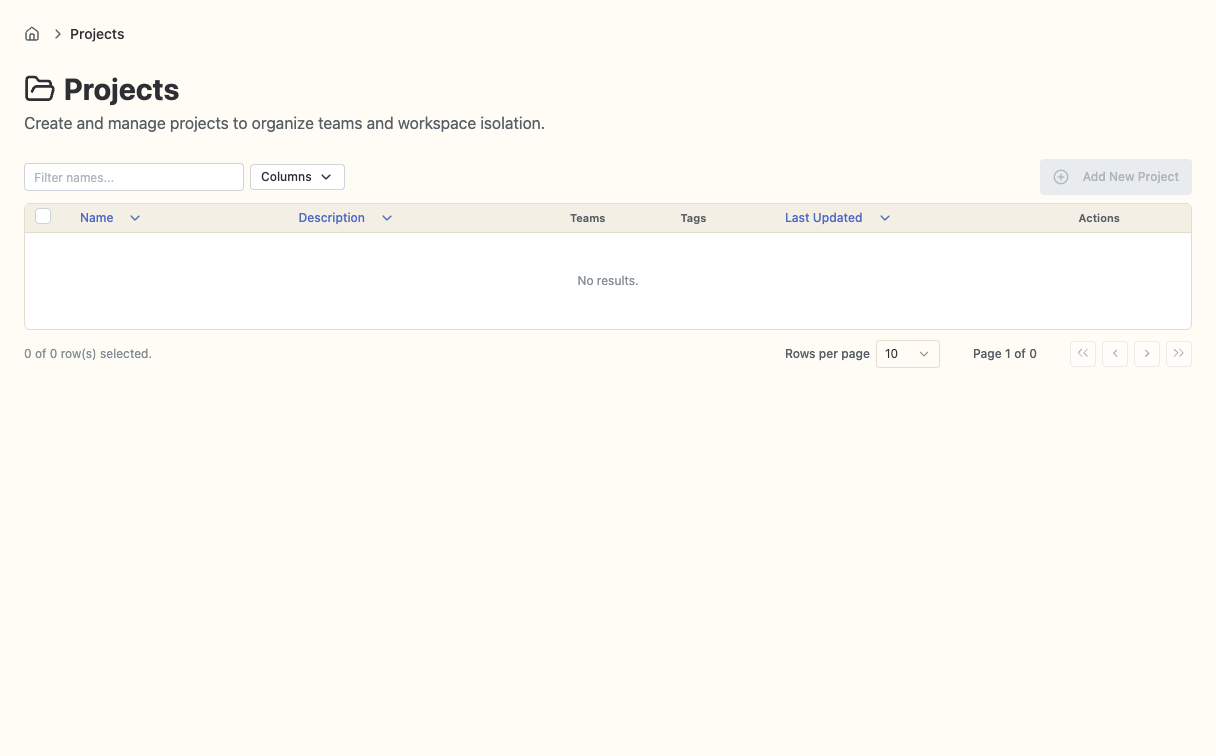 Projects
Projects
Create and manage projects to organize teams and workspace isolation.
Filter names...
Columns
Add New Project
Name Description Teams Tags Last Updated Actions
No results.
0 of 0 row(s) selected.
Rows per page 10 Page 1 of 0